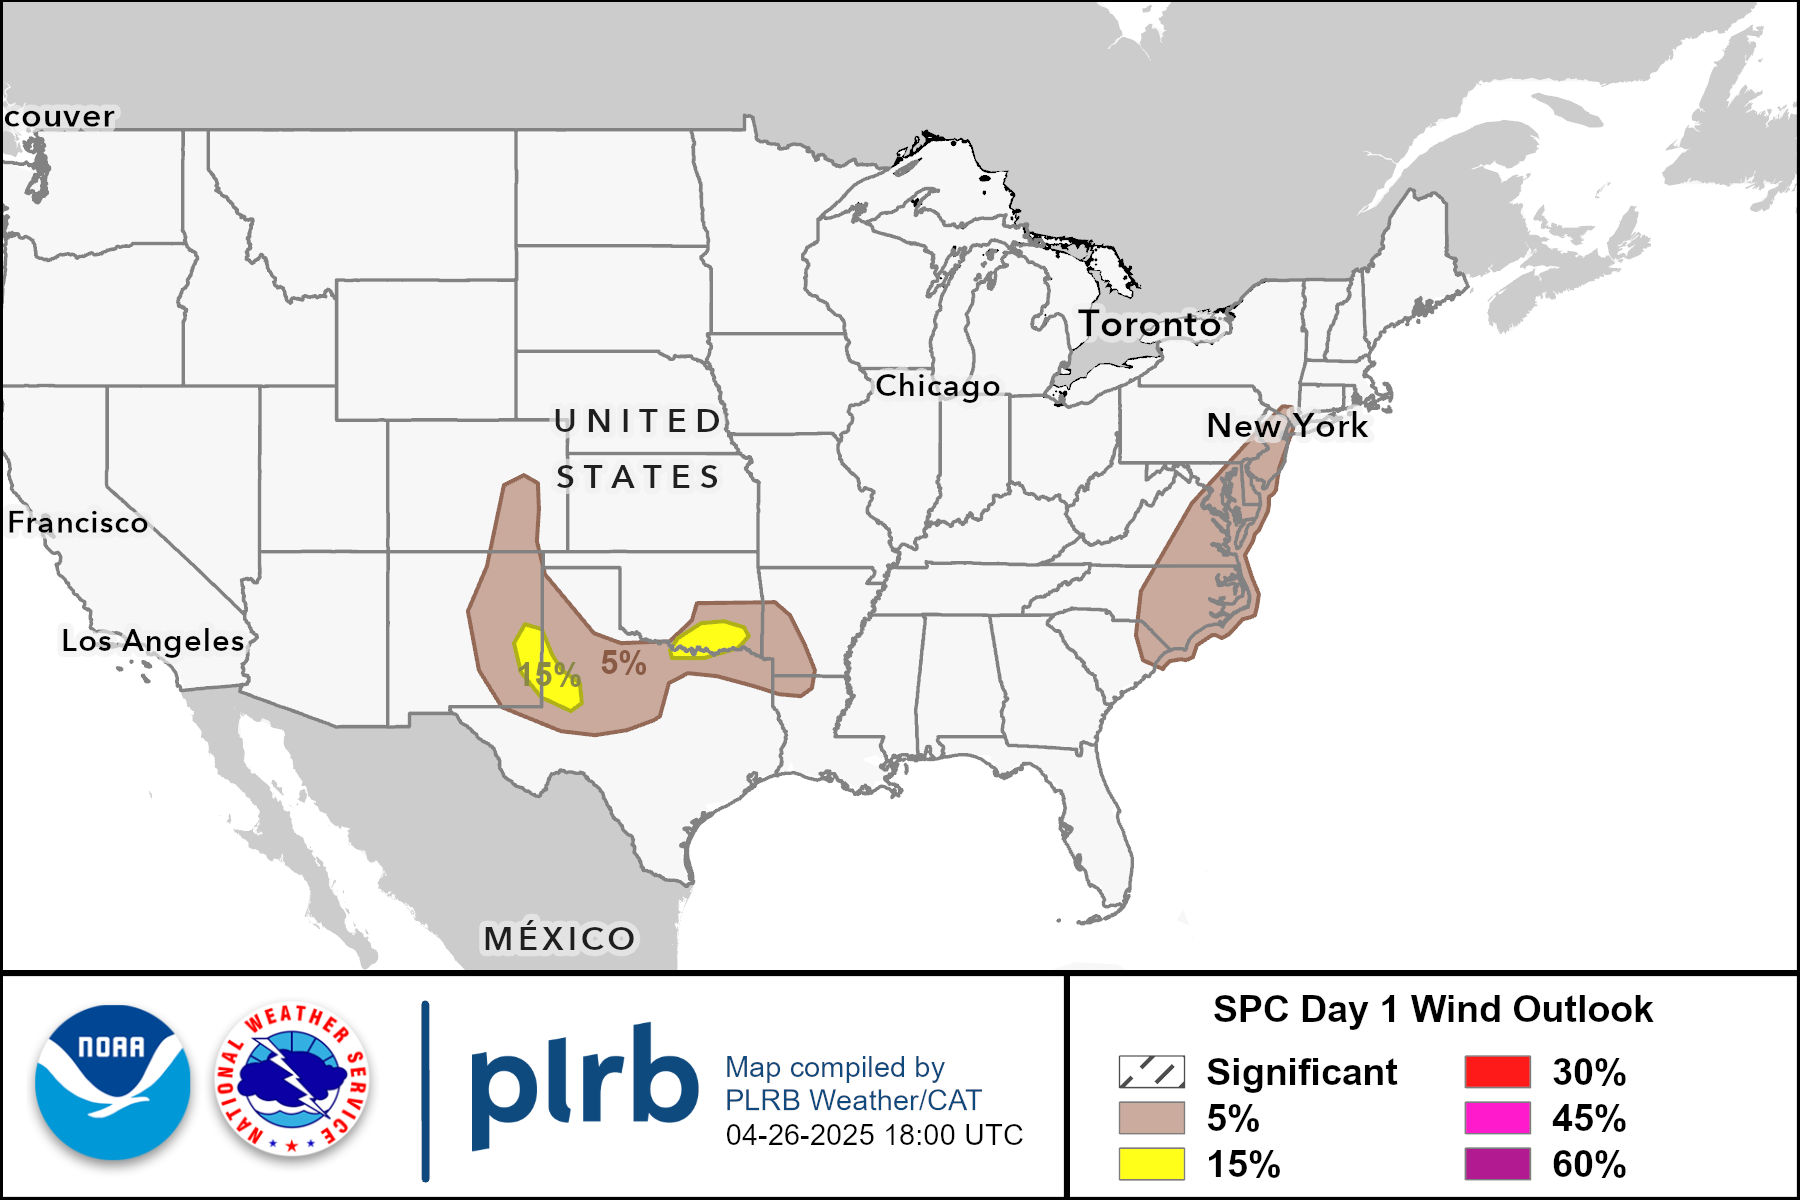 couver
Toronto
Chicago
UNITED
STATES
New York
Francisco
Los Angeles
5%
15%
MÉXICO
NOAA
NATIONAL WEATHER SERVICE
plrb
Map compiled by
PLRB Weather/CAT
04-26-2025 18:00 UTC
SPC Day 1 Wind Outlook
Significant
5%
15%
30%
45%
60%